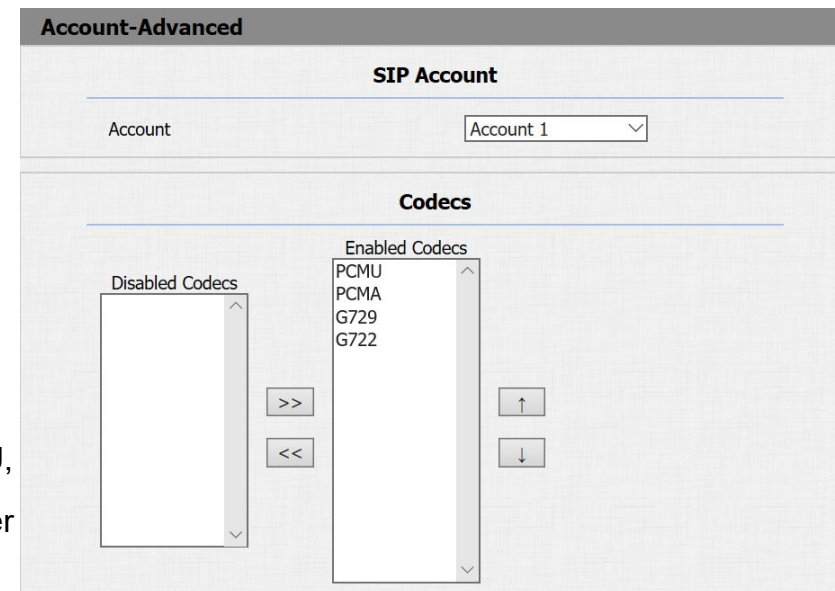 Account-Advanced
SIP Account
Account
Account 1
Codecs
Enabled Codecs
Disabled Codecs
PCMU
PCMA
G729
G722
>>
↑
<<
↓